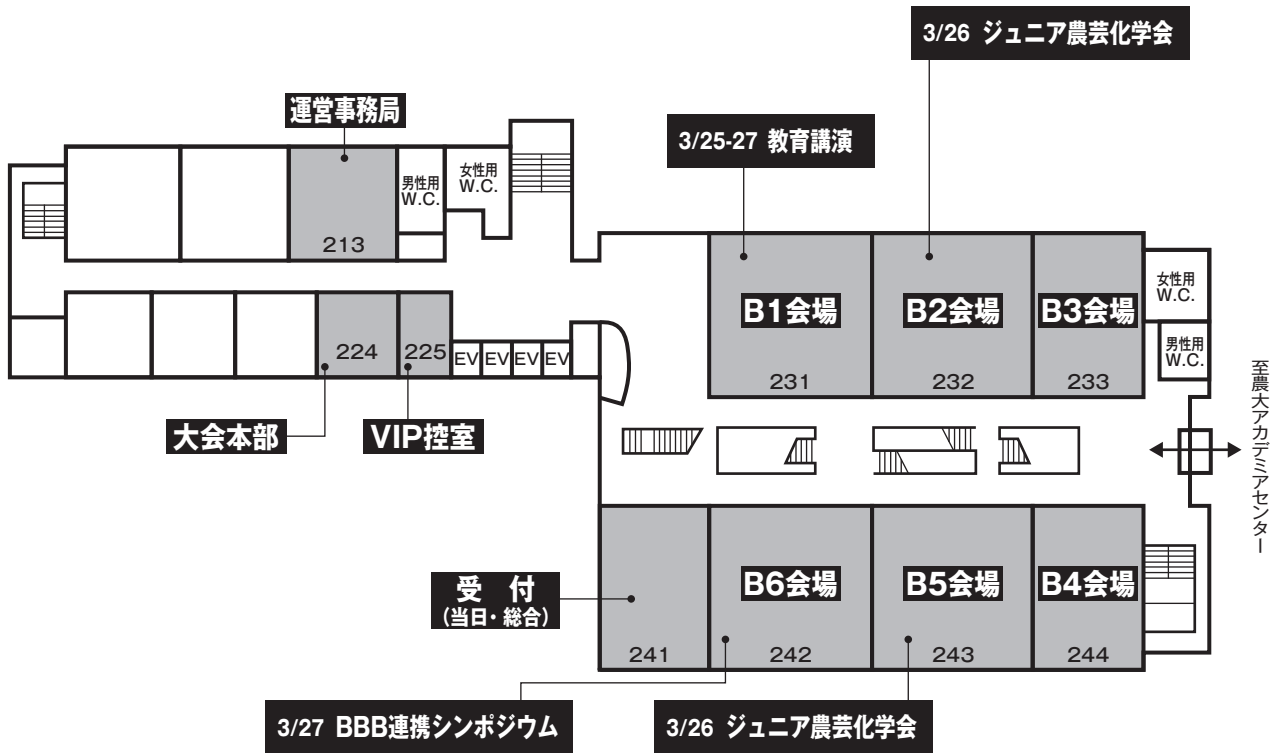 3/26 ジュニア農芸化学会
運営事務局
3/25-27 教育講演
男性用
W.C.
女性用
W.C.
213
B1会場
231
B2会場
232
B3会場
233
女性用
W.C.
男性用
W.C.
224
225
EV
EV
EV
EV
大会本部
VIP控室
至農大アカデミアセンター
受　付
(当日・総合)
241
B6会場
242
B5会場
243
B4会場
244
3/27 BBB連携シンポジウム
3/26 ジュニア農芸化学会